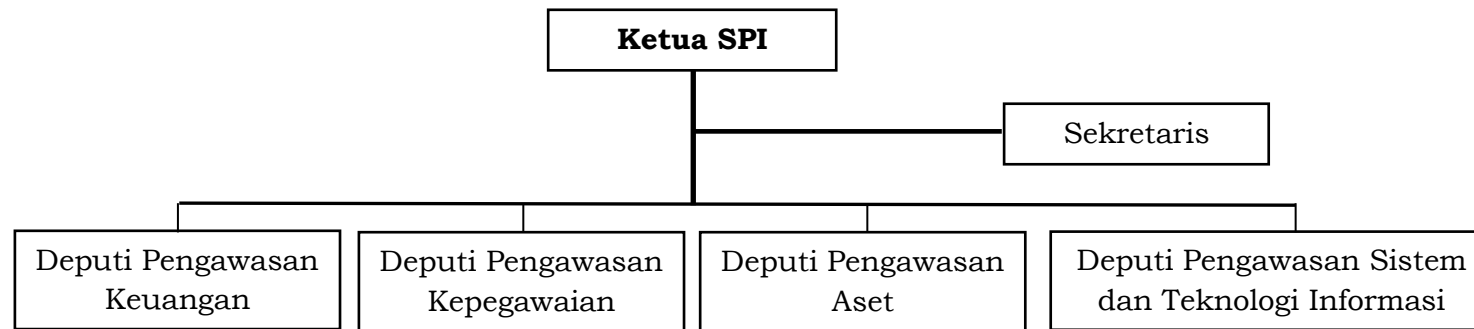 Ketua SPI
Sekretaris
Deputi Pengawasan
Keuangan
Deputi Pengawasan
Kepegawaian
Deputi Pengawasan
Aset
Deputi Pengawasan Sistem
dan Teknologi Informasi